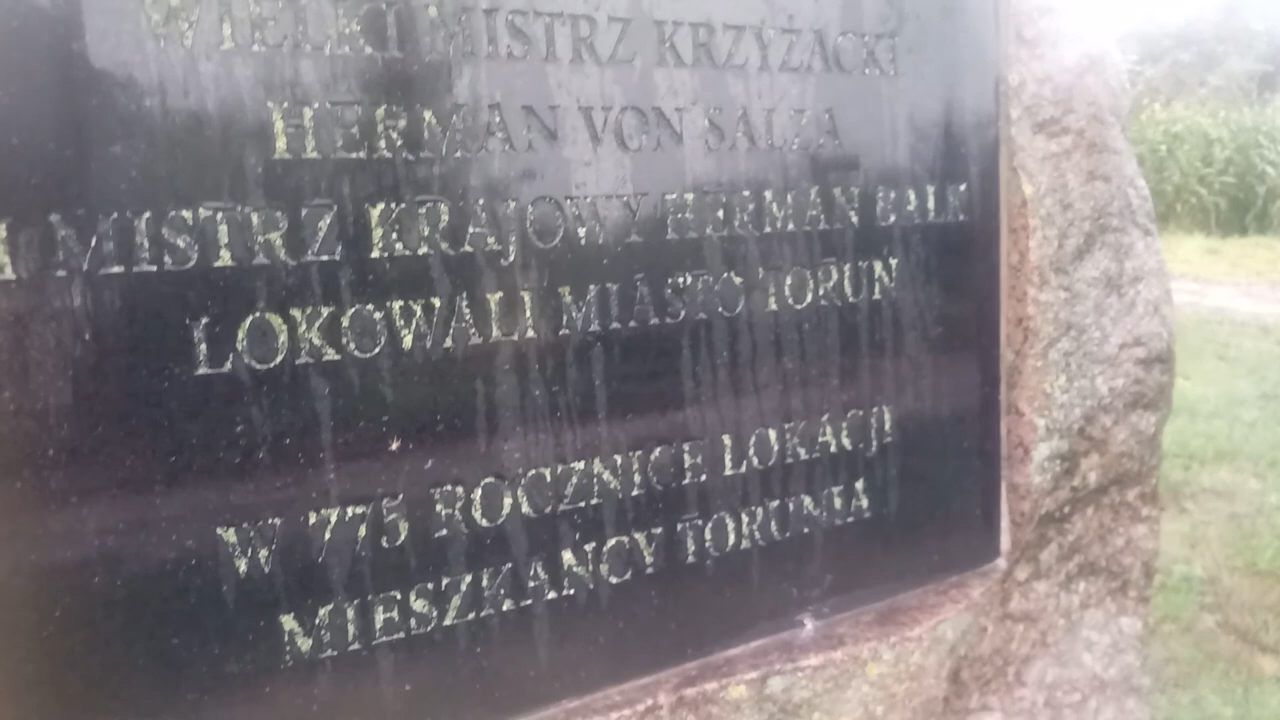 WIELKI MISTRZ KRZYŻACKI
HERMAN VON SALZA
I MISTRZ KRAJOWY HERMAN BALK
LOKOWALI MIASTO TORUŃ
W 775 ROCZNICĘ LOKACJI
MIESZKAŃCY TORUNIA